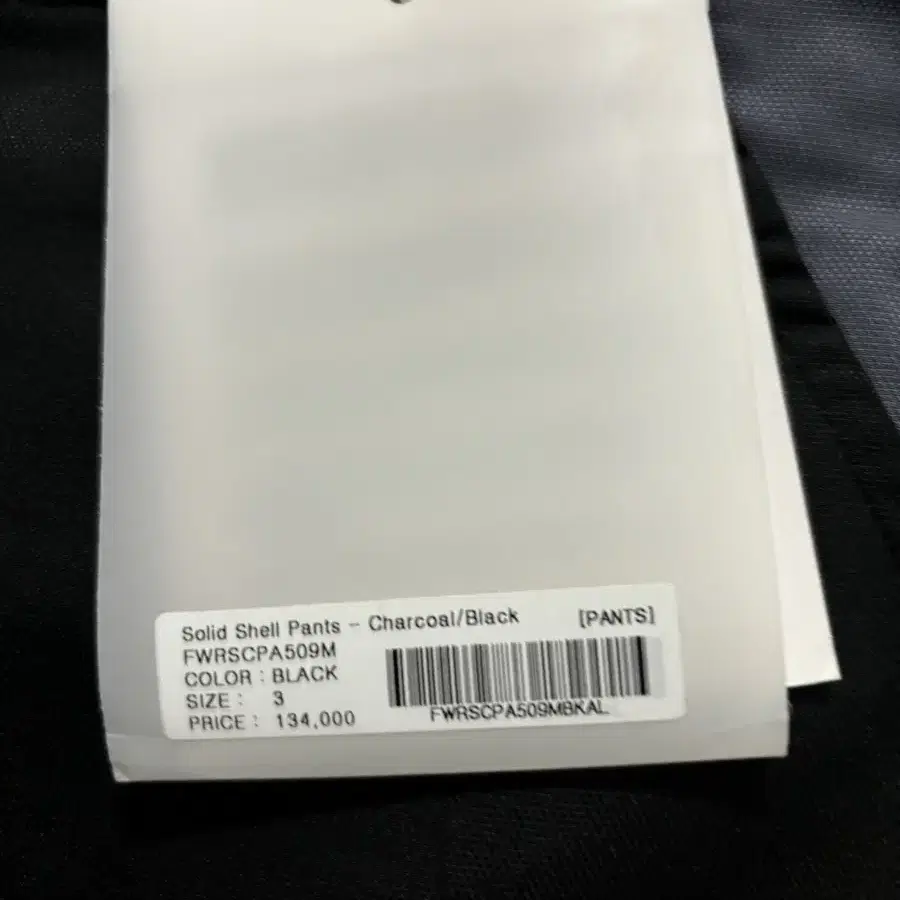 Solid Shell Pants - Charcoal/Black [PANTS]
FWRSCPA509M
COLOR : BLACK
SIZE : 3
PRICE : 134,000
FWRSCPA509MBKAL